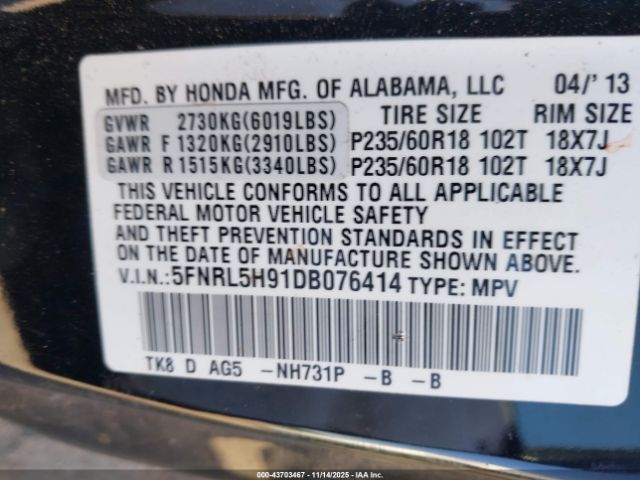 MFD. BY HONDA MFG. OF ALABAMA, LLC 04/'13
GVWR 2730KG(6019LBS) TIRE SIZE RIM SIZE
GAWR F 1320KG(2910LBS) P235/60R18 102T 18X7J
GAWR R 1515KG(3340LBS) P235/60R18 102T 18X7J
THIS VEHICLE CONFORMS TO ALL APPLICABLE
FEDERAL MOTOR VEHICLE SAFETY
AND THEFT PREVENTION STANDARDS IN EFFECT
ON THE DATE OF MANUFACTURE SHOWN ABOVE.
V.I.N.:5FNRL5H91DB076414 TYPE: MPV
TK8 D AG5 -NH731P -B -B
000-43703467 11/14/2025 IAAI.COM